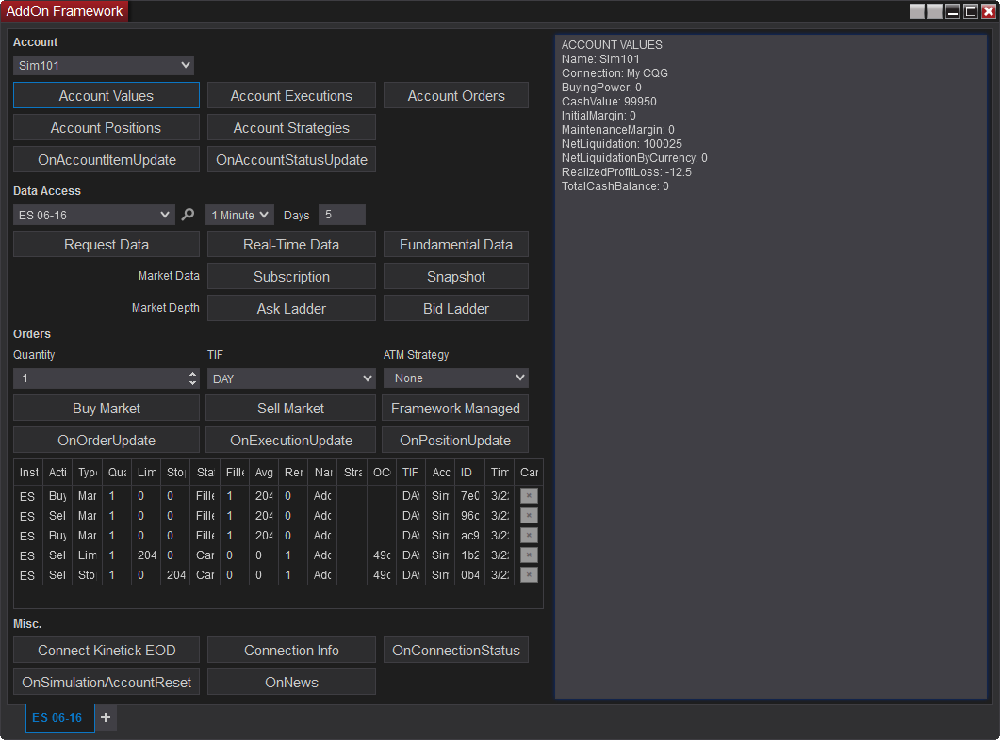 AddOn Framework
Account
Sim101
Account Values Account Executions Account Orders
Account Positions Account Strategies
OnAccountItemUpdate OnAccountStatusUpdate
Data Access
ES 06-16 1 Minute Days 5
Request Data Real-Time Data Fundamental Data
Market Data Subscription Snapshot
Market Depth Ask Ladder Bid Ladder
Orders
Quantity TIF ATM Strategy
1 DAY None
Buy Market Sell Market Framework Managed
OnOrderUpdate OnExecutionUpdate OnPositionUpdate
Inst Acti Type Qua Lim Stop Stat Fille Avg Rer Nar Stra OC TIF Acc ID Tim Car
ES Buy Mar 1 0 0 Fille 1 204 0 Adc DAY Sim 7e0 3/2
ES Sel Mar 1 0 0 Fille 1 204 0 Adc DAY Sim 96c 3/2
ES Buy Mar 1 0 0 Fille 1 204 0 Adc DAY Sim ac9 3/2
ES Sel Lim 1 204 0 Car 0 0 1 Adc 49c DAY Sim 1b2 3/2
ES Sel Sto 1 0 204 Car 0 0 1 Adc 49c DAY Sim 0b4 3/2
Misc.
Connect Kinetick EOD Connection Info OnConnectionStatus
OnSimulationAccountReset OnNews
ES 06-16 +
ACCOUNT VALUES
Name: Sim101
Connection: My CQG
BuyingPower: 0
CashValue: 99950
InitialMargin: 0
MaintenanceMargin: 0
NetLiquidation: 100025
NetLiquidationByCurrency: 0
RealizedProfitLoss: -12.5
TotalCashBalance: 0